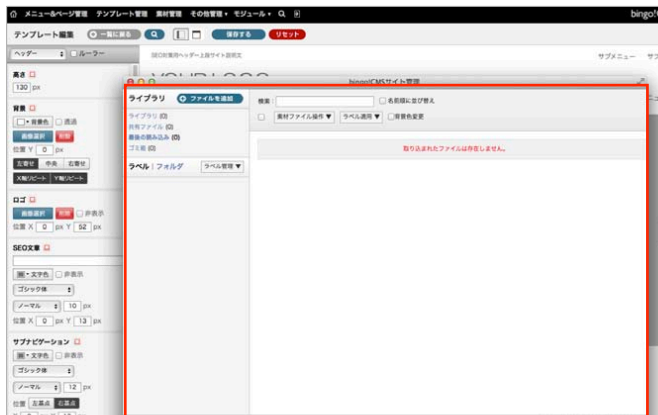 メニュー&ページ管理 テンプレート管理 素材管理 その他管理▾ モジュール▾
bingo!C
テンプレート編集 一覧に戻る 保存する リセット
ヘッダー ルーラー
SEO対策用ヘッダー上段サイト説明文
サブメニュー サブメ
高さ
130 px
背景
背景色 透過
画像選択 削除
位置 Y 0 px
左寄せ 中央 右寄せ
X軸リピート Y軸リピート
ロゴ
画像選択 削除 非表示
位置 X 0 px Y 52 px
SEO文章
文字色 非表示
ゴシック体
ノーマル 10 px
位置 X 0 px Y 13 px
サブナビゲーション
文字色 非表示
ゴシック体
ノーマル 12 px
位置 左基点 右基点
YOUR LOGO
bingo!CMSサイト管理
ライブラリ ファイルを追加
ライブラリ (0)
共有ファイル (0)
最後の読み込み (0)
ゴミ箱 (0)
ラベル | フォルダ ラベル管理 ▼
検索: 名前順に並び替え
素材ファイル操作 ▼ ラベル適用 ▼ 背景色変更
取り込まれたファイルは存在しません。